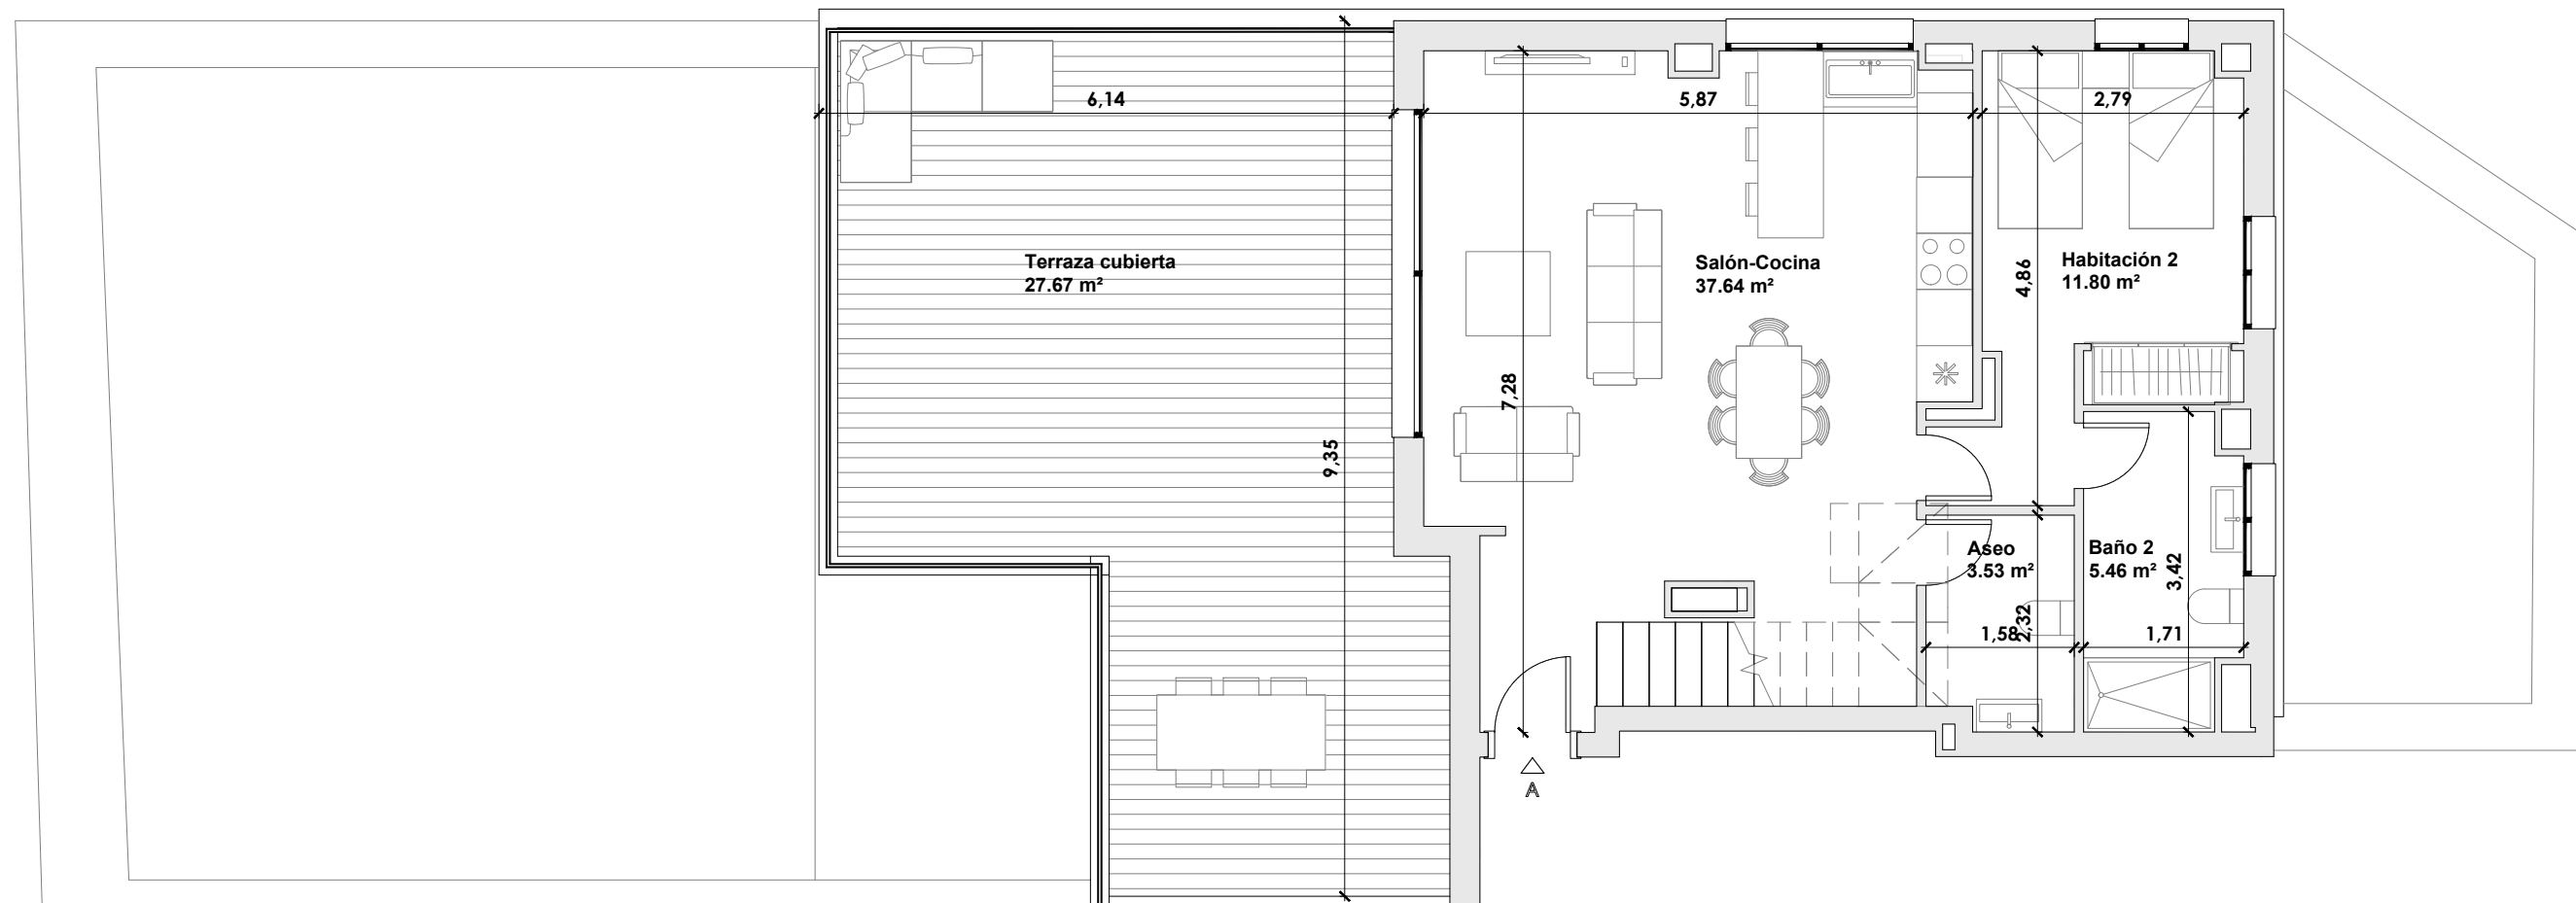 6,14
5,87
2,79
Terraza cubierta
27.67 m²
Salón-Cocina
37.64 m²
Habitación 2
11.80 m²
4,86
7,28
9,35
Aseo
3.53 m²
Baño 2
5.46 m²
3,42
2,32
1,58
1,71
A